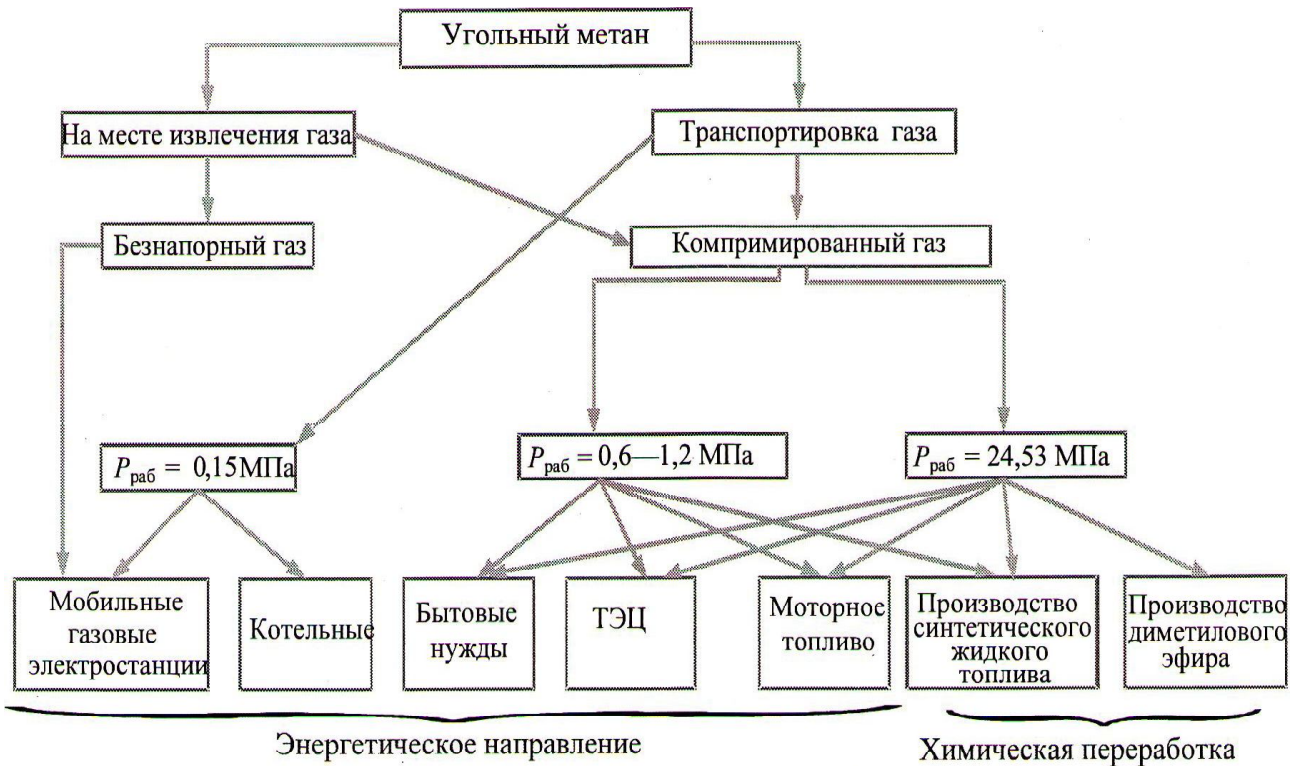 Угольный метан
На месте извлечения газа
Транспортировка газа
Безнапорный газ
Компримированный газ
Pраб = 0,15МПа
Pраб = 0,6—1,2 МПа
Pраб = 24,53 МПа
Мобильные
газовые
электростанции
Котельные
Бытовые
нужды
ТЭЦ
Моторное
топливо
Производство
синтетического
жидкого
топлива
Производство
диметилового
эфира
Энергетическое направление
Химическая переработка